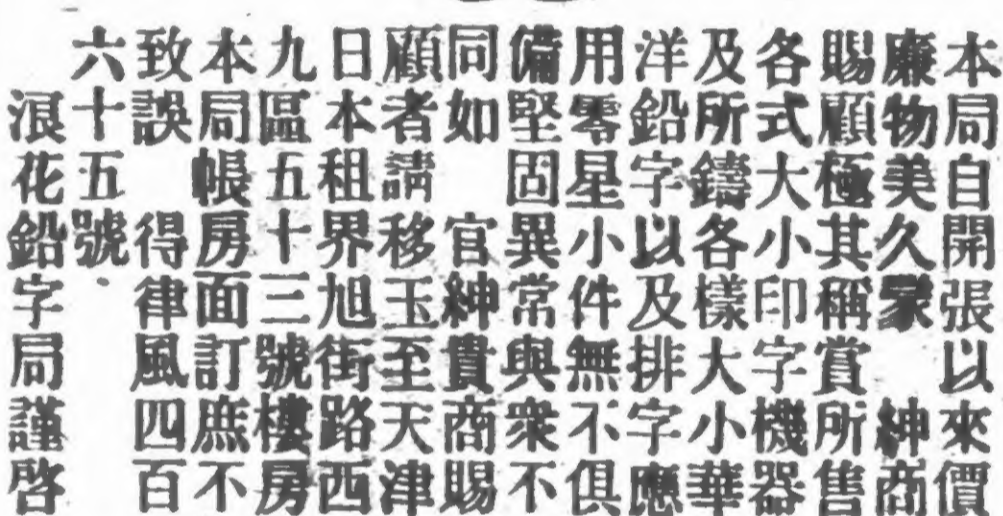 本局自開張以來價
廉物美久蒙　紳商
賜顧極其稱賞所售
各式大小印字機器
及所鑄各樣大小華
洋鉛字以及排字應
用零星小件無不俱
備堅固異常與衆不
同如　官紳貴商賜
顧者請移玉至天津
日本租界旭街路西
九區五十三號樓房
本局帳房面訂庶不
致誤　得律風四百
六十五號
浪花鉛字局謹啓